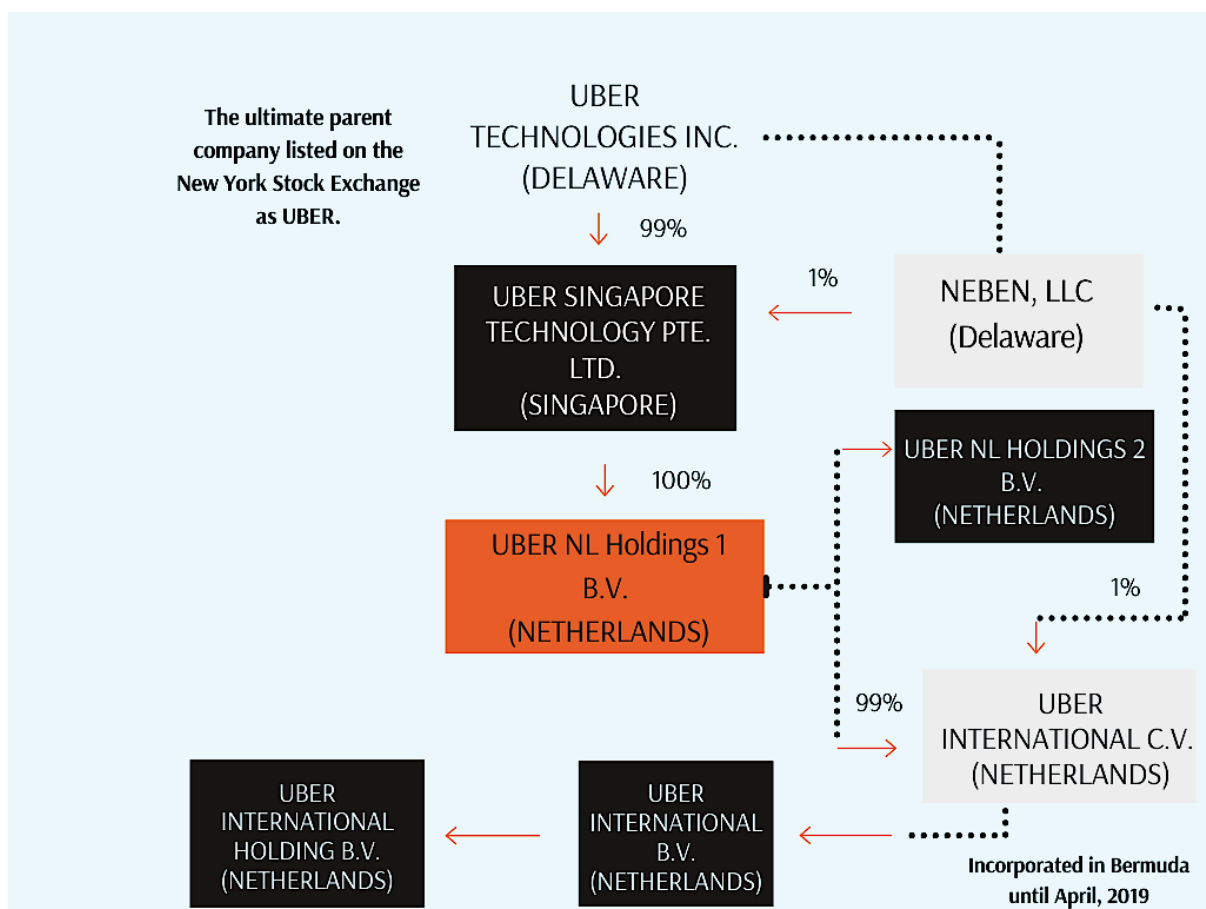 The ultimate parent
company listed on the
New York Stock Exchange
as UBER.
UBER
TECHNOLOGIES INC.
(DELAWARE)
99%
UBER SINGAPORE
TECHNOLOGY PTE.
LTD.
(SINGAPORE)
1%
NEBEN, LLC
(Delaware)
100%
UBER NL HOLDINGS 2
B.V.
(NETHERLANDS)
UBER NL Holdings 1
B.V.
(NETHERLANDS)
1%
99%
UBER
INTERNATIONAL C.V.
(NETHERLANDS)
UBER
INTERNATIONAL
HOLDING B.V.
(NETHERLANDS)
UBER
INTERNATIONAL
B.V.
(NETHERLANDS)
Incorporated in Bermuda
until April, 2019